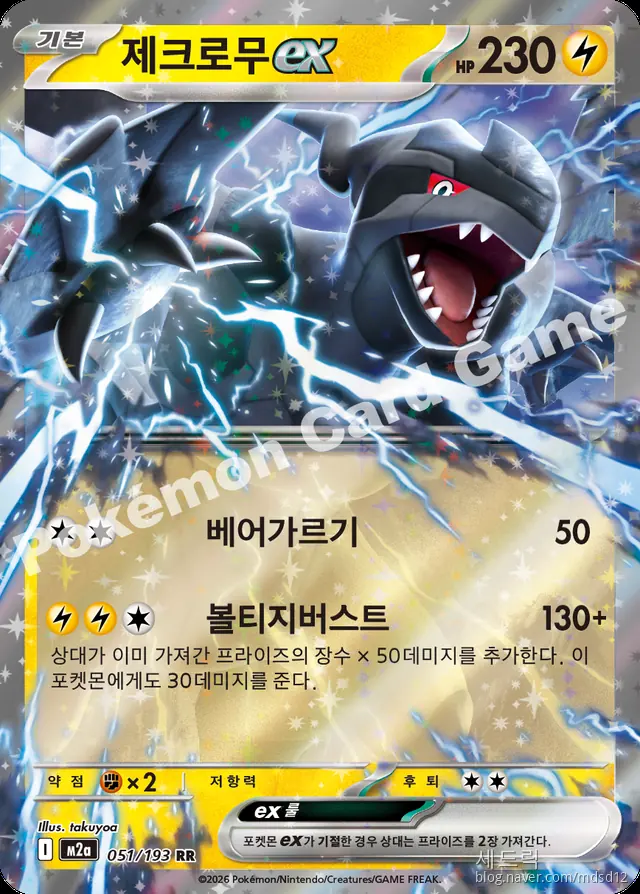 기본 제크로무ex HP 230
Pokémon Card Game
베어가르기 50
볼티지버스트 130+
상대가 이미 가져간 프라이즈의 장수 × 50데미지를 추가한다. 이
포켓몬에게도 30데미지를 준다.
약점 ×2 저항력 후퇴
ex룰
포켓몬 ex가 기절한 경우 상대는 프라이즈를 2장 가져간다.
Illus. takuyoa
I M2a 051/193 RR
©2026 Pokémon/Nintendo/Creatures/GAME FREAK.
세드릭
blog.naver.com/mdsd12